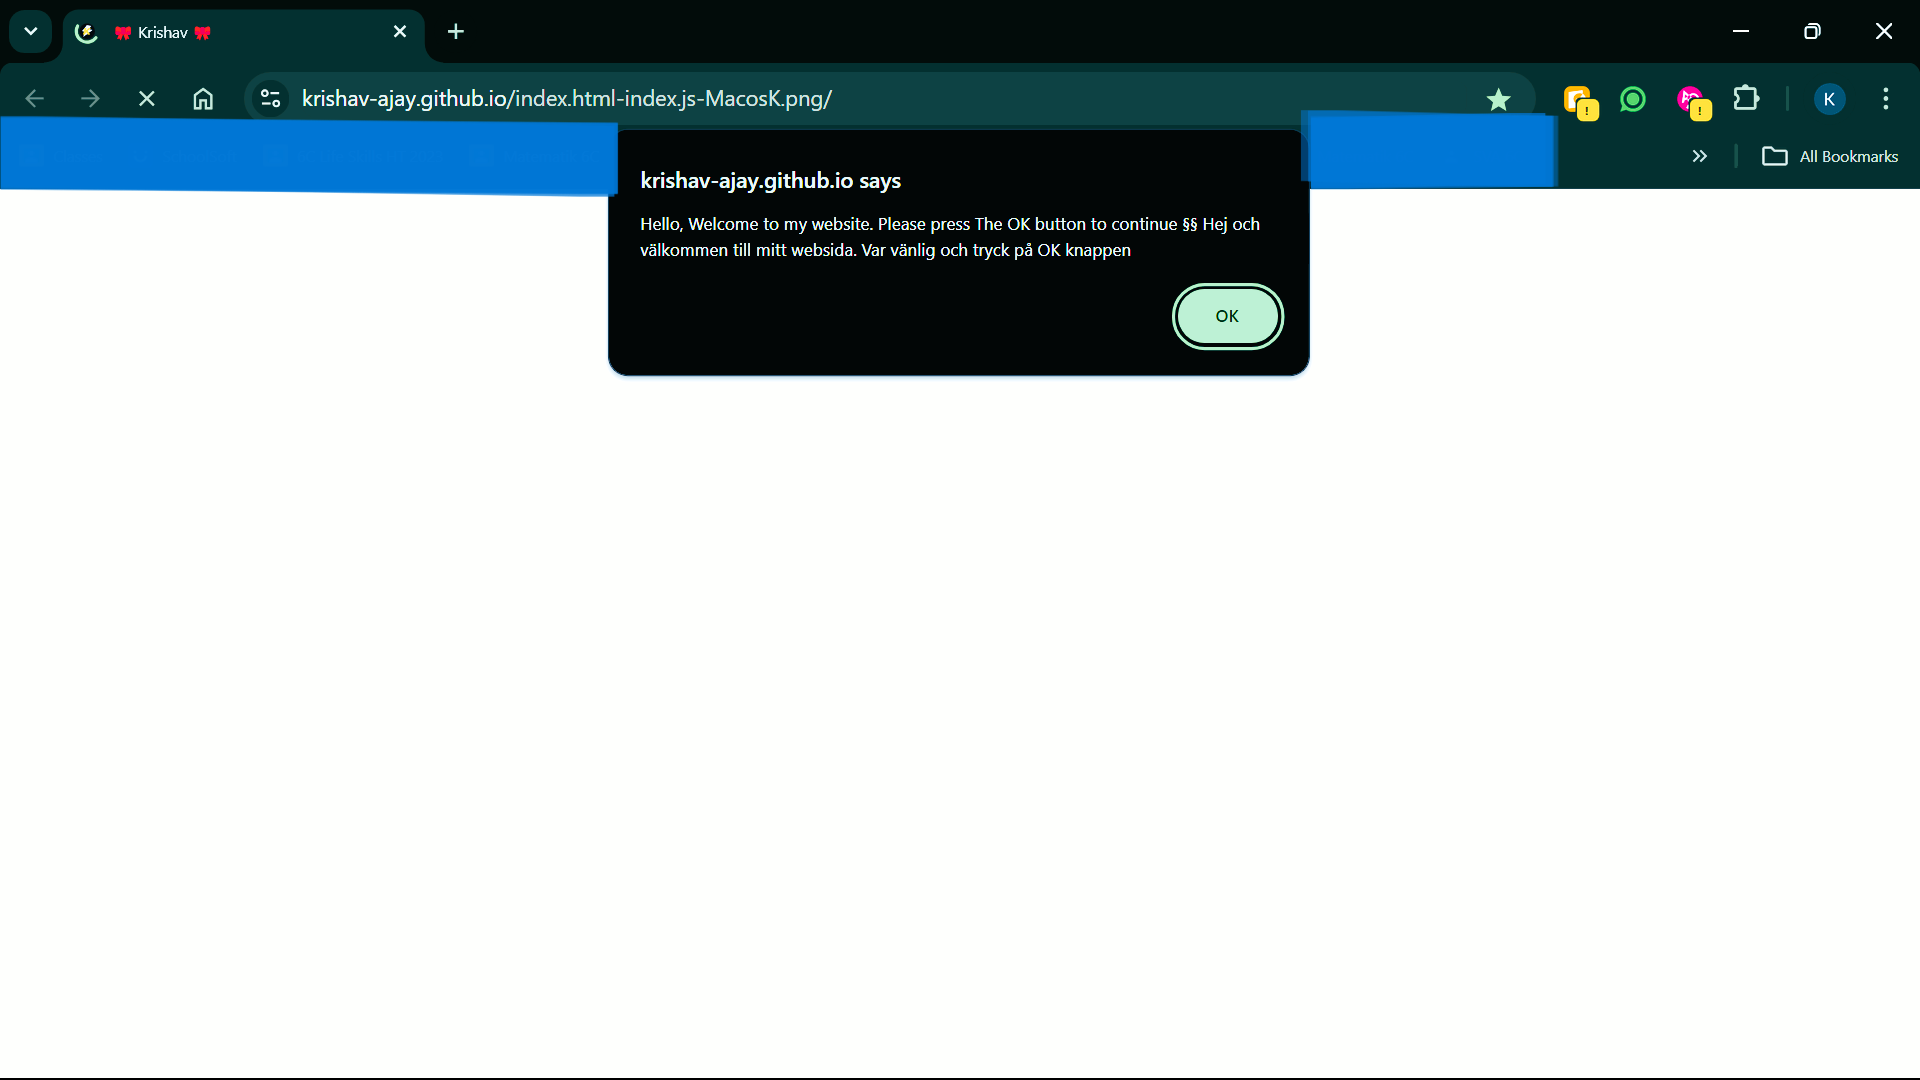 🎀 Krishav 🎀
krishav-ajay.github.io/index.html-index.js-MacosK.png/
K
All Bookmarks
krishav-ajay.github.io says
Hello, Welcome to my website. Please press The OK button to continue §§ Hej och
välkommen till mitt websida. Var vänlig och tryck på OK knappen
OK